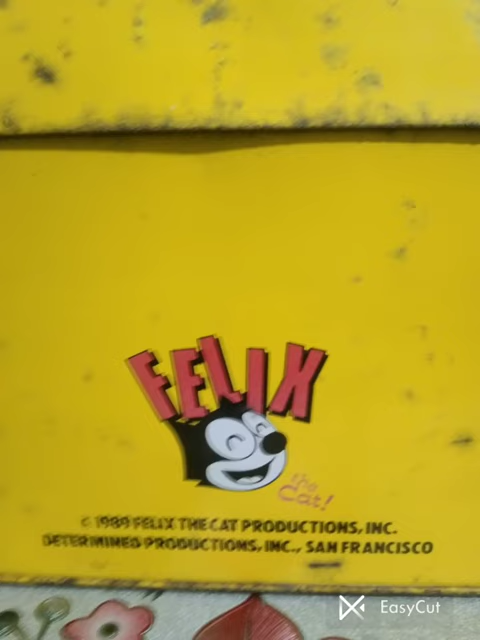 FELIX
the
Cat!
© 1989 FELIX THE CAT PRODUCTIONS, INC.
DETERMINED PRODUCTIONS, INC., SAN FRANCISCO
EasyCut